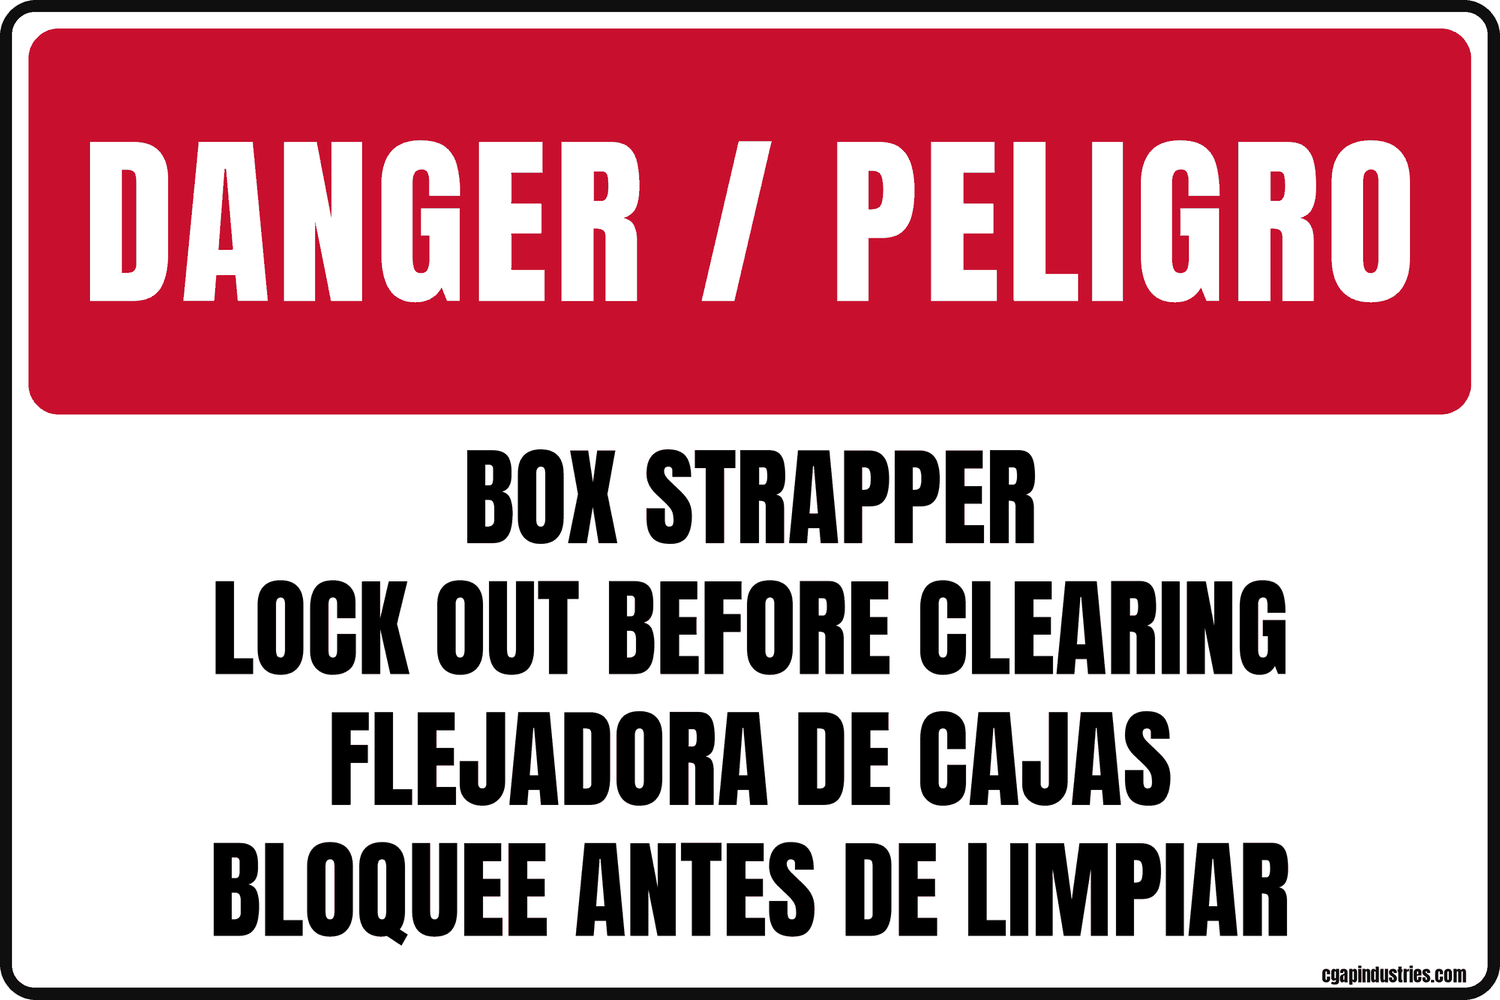 DANGER / PELIGRO
BOX STRAPPER
LOCK OUT BEFORE CLEARING
FLEJADORA DE CAJAS
BLOQUEE ANTES DE LIMPIAR
cgapindustries.com